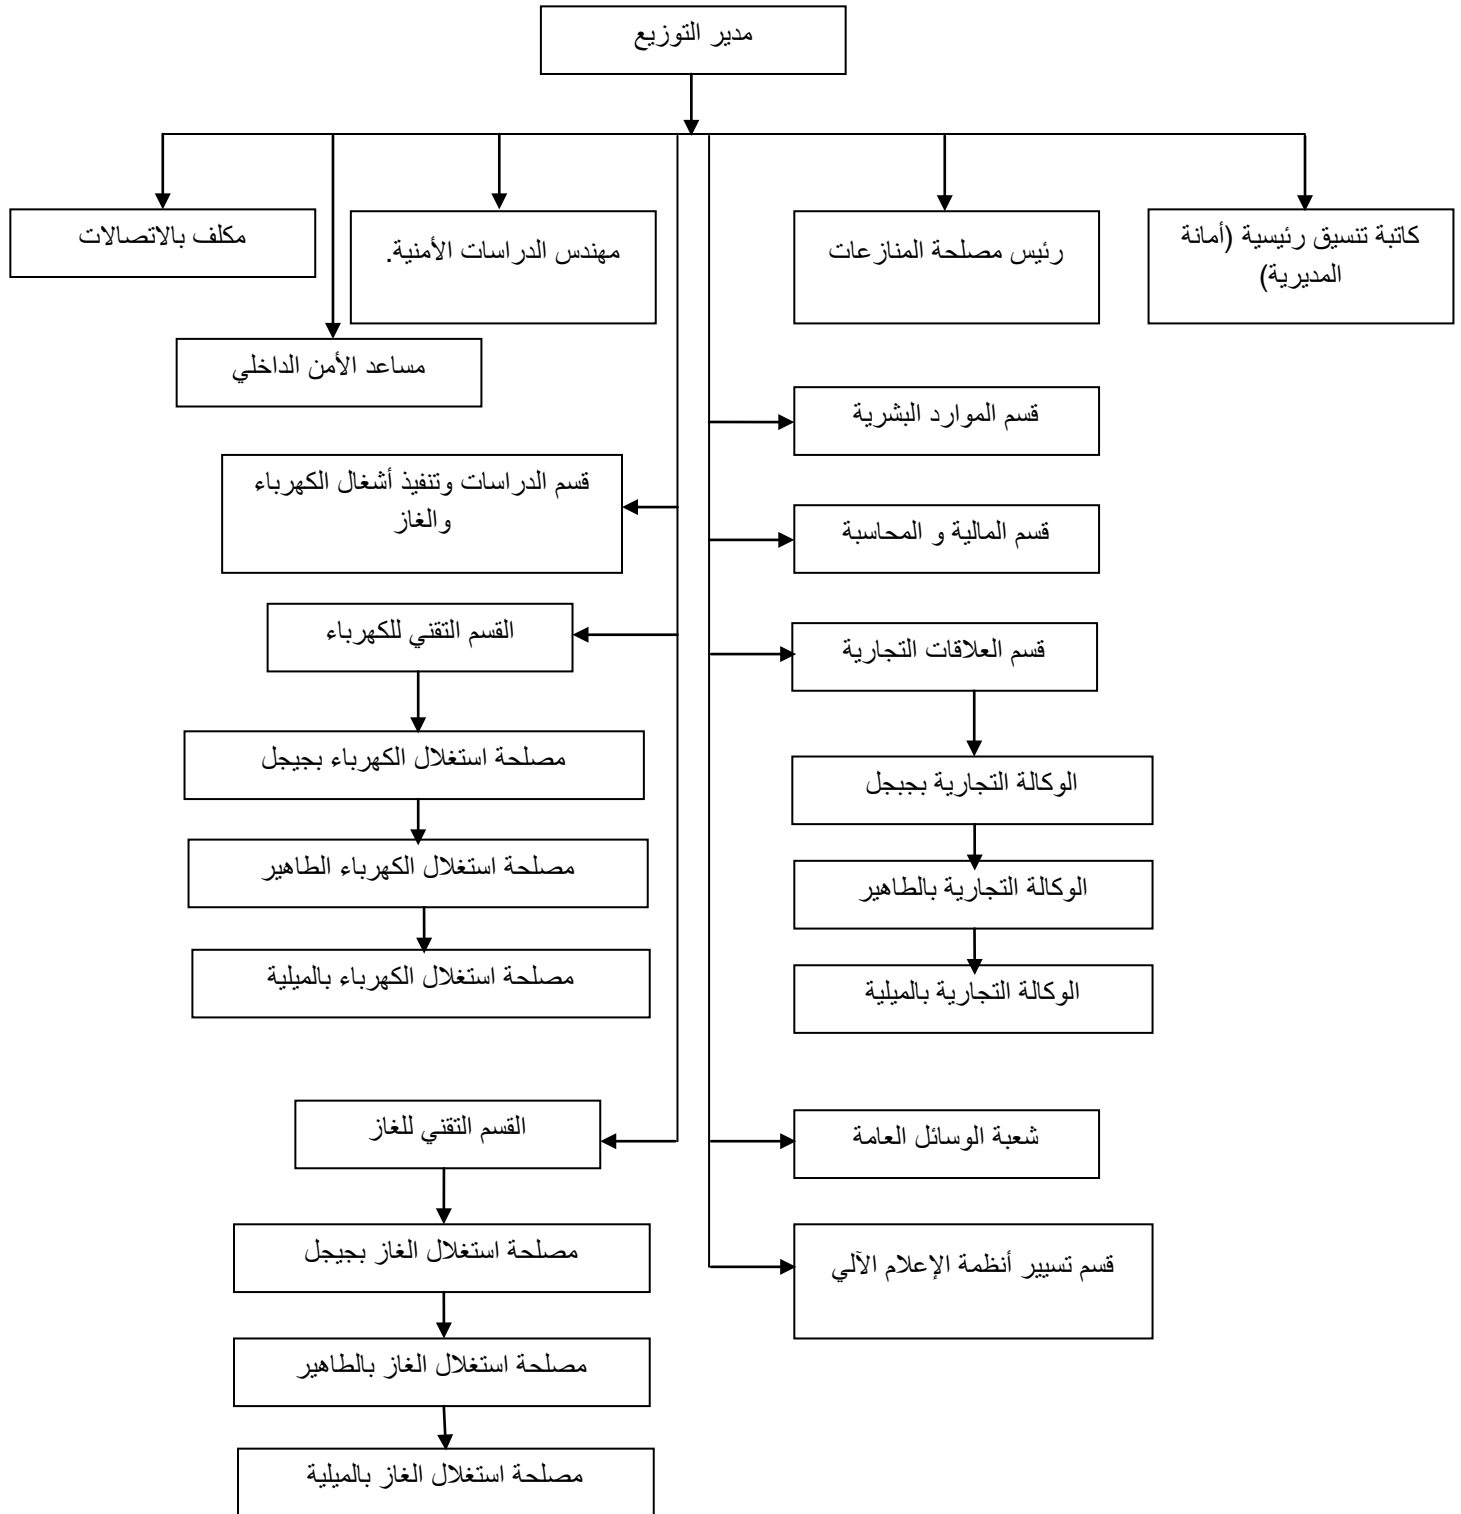 مدير التوزيع
كاتبة تنسيق رئيسية (أمانة
المديرية)
رئيس مصلحة المنازعات
مهندس الدراسات الأمنية.
مكلف بالاتصالات
مساعد الأمن الداخلي
قسم الموارد البشرية
قسم الدراسات وتنفيذ أشغال الكهرباء
والغاز
قسم المالية و المحاسبة
القسم التقني للكهرباء
قسم العلاقات التجارية
مصلحة استغلال الكهرباء بجيجل
الوكالة التجارية بجبجل
مصلحة استغلال الكهرباء الطاهير
الوكالة التجارية بالطاهير
مصلحة استغلال الكهرباء بالميلية
الوكالة التجارية بالميلية
القسم التقني للغاز
شعبة الوسائل العامة
مصلحة استغلال الغاز بجيجل
قسم تسيير أنظمة الإعلام الآلي
مصلحة استغلال الغاز بالطاهير
مصلحة استغلال الغاز بالميلية